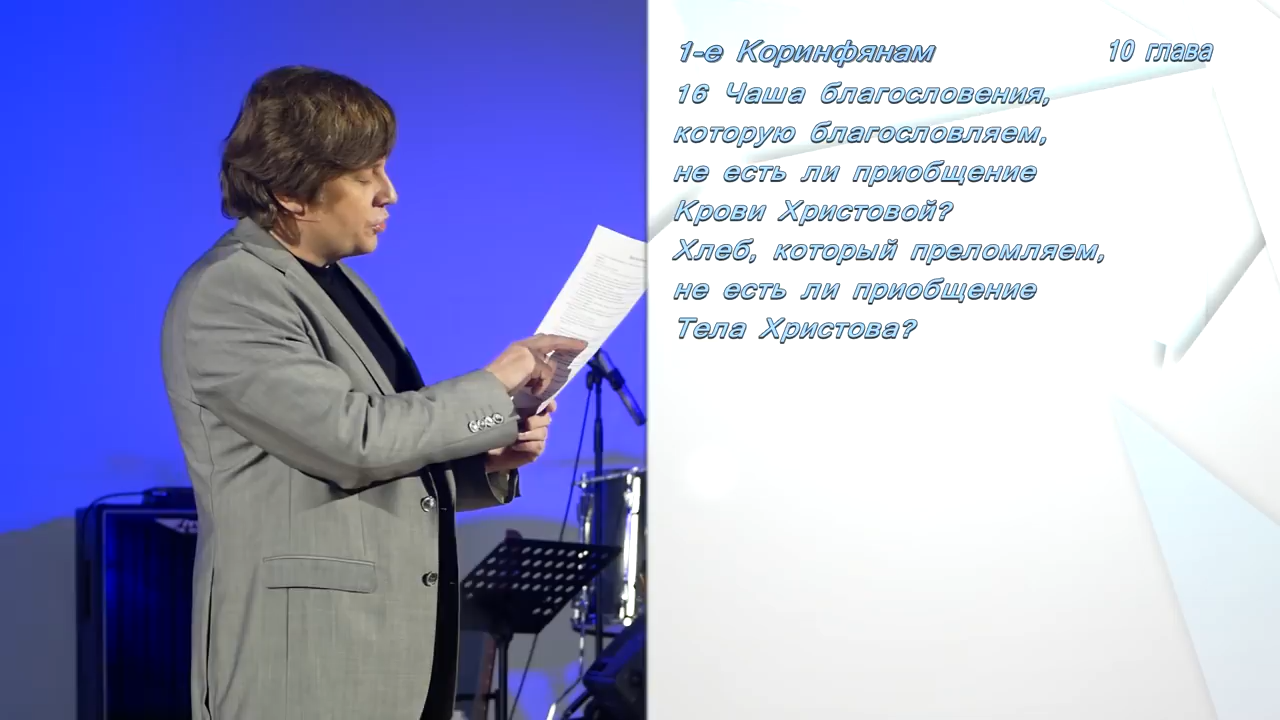 1-е Коринфянам 10 глава
16 Чаша благословения,
которую благословляем,
не есть ли приобщение
Крови Христовой?
Хлеб, который преломляем,
не есть ли приобщение
Тела Христова?